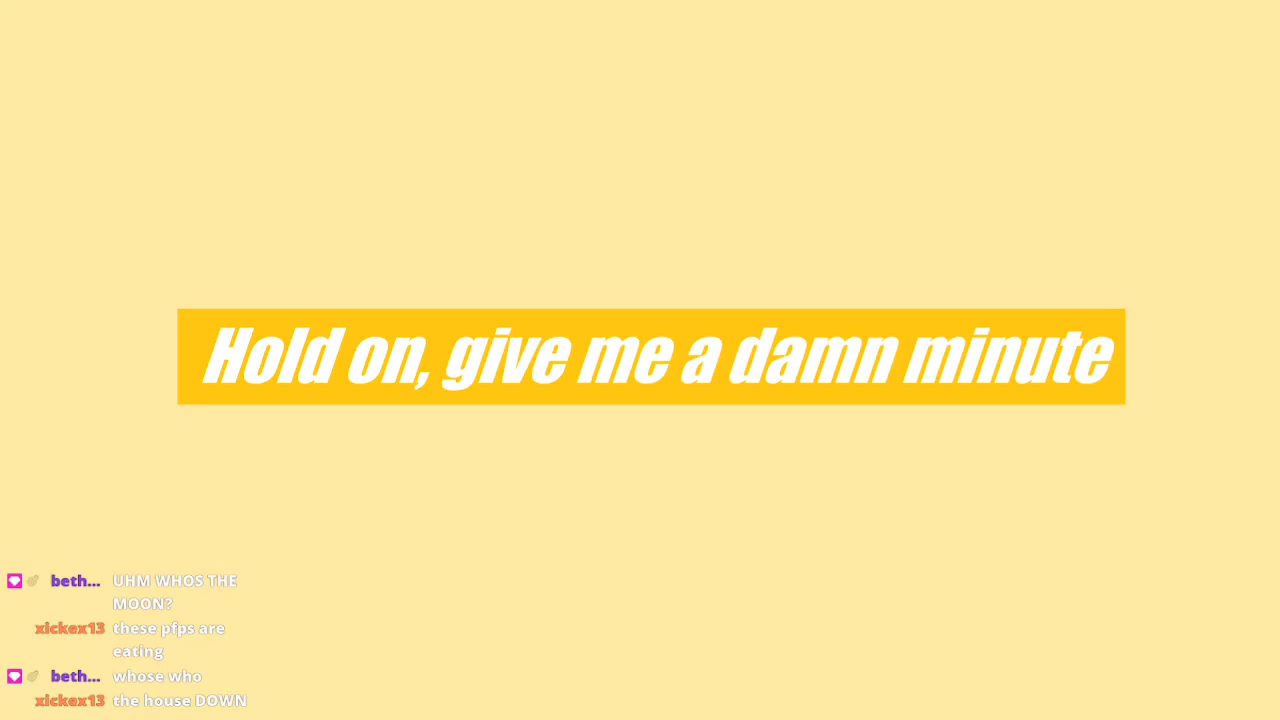 Hold on, give me a damn minute
beth... UHM WHOS THE
MOON?
xickex13 these pfps are
eating
beth... whose who
xickex13 the house DOWN